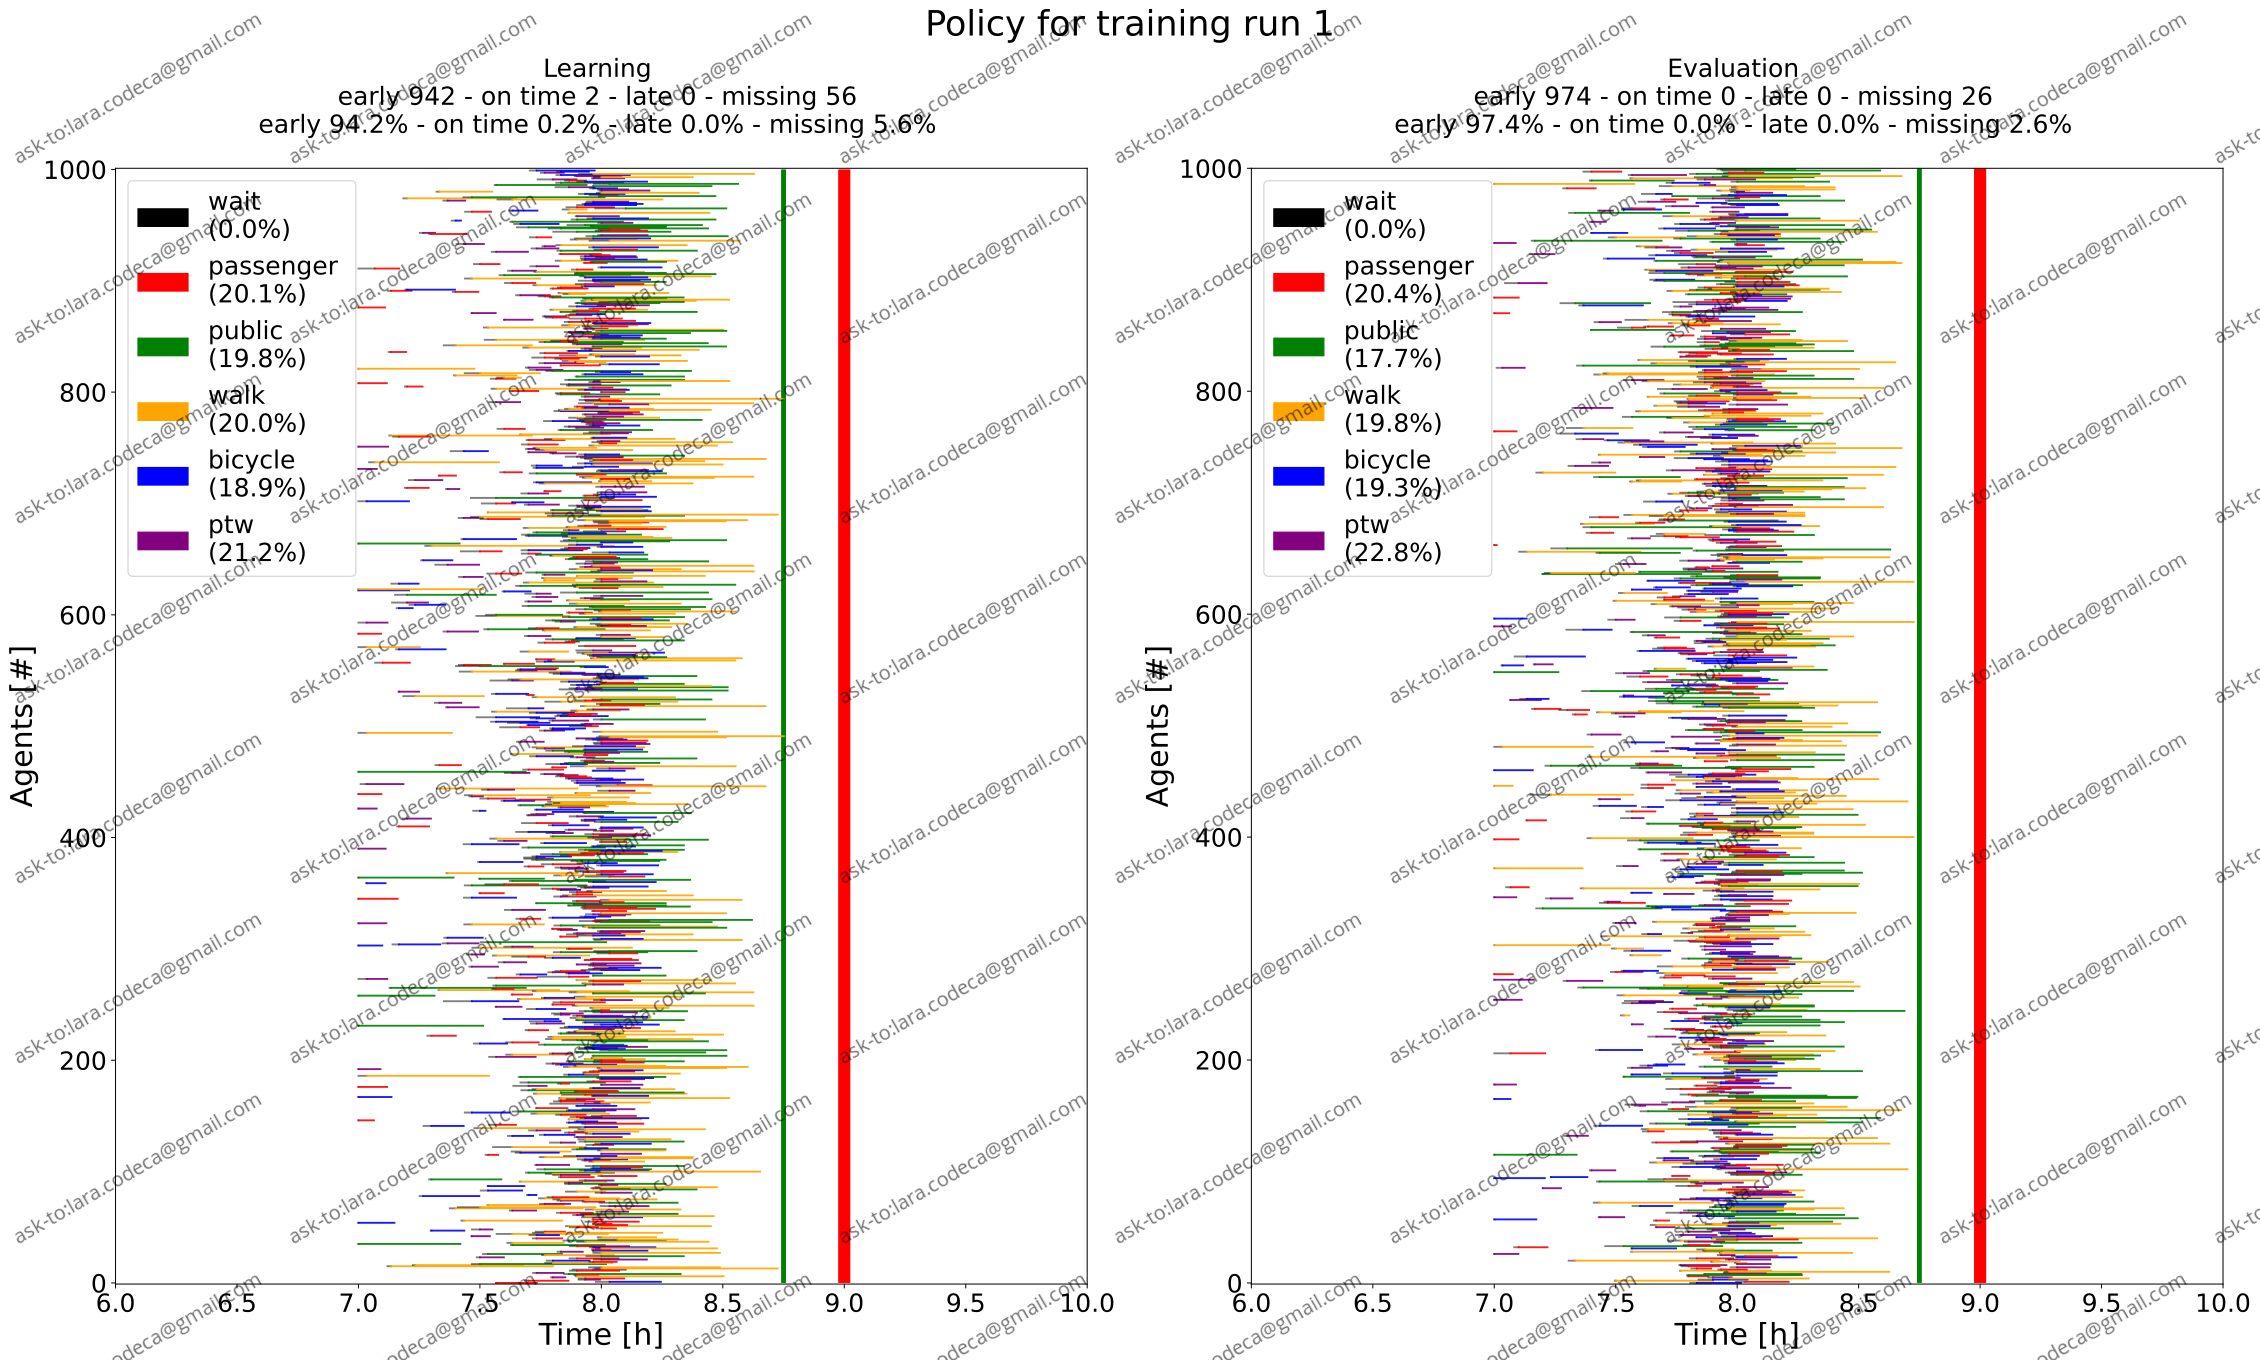 Policy for training run 1
Learning
early 942 - on time 2 - late 0 - missing 56
early 94.2% - on time 0.2% - late 0.0% - missing 5.6%
1000
800
600
400
200
0
Agents [#]
wait
(0.0%)
passenger
(20.1%)
public
(19.8%)
walk
(20.0%)
bicycle
(18.9%)
ptw
(21.2%)
6.0 6.5 7.0 7.5 8.0 8.5 9.0 9.5 10.0
Time [h]
Evaluation
early 974 - on time 0 - late 0 - missing 26
early 97.4% - on time 0.0% - late 0.0% - missing 2.6%
1000
800
600
400
200
0
Agents [#]
wait
(0.0%)
passenger
(20.4%)
public
(17.7%)
walk
(19.8%)
bicycle
(19.3%)
ptw
(22.8%)
6.0 6.5 7.0 7.5 8.0 8.5 9.0 9.5 10.0
Time [h]
ask-to:lara.codeca@gmail.com